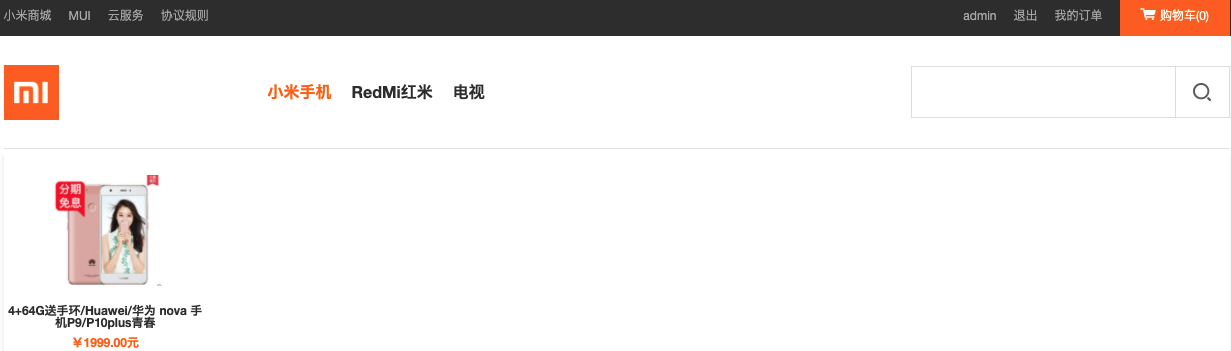 小米商城 MUI 云服务 协议规则 admin 退出 我的订单 购物车(0)
小米手机 RedMi红米 电视
分期
免息
4+64G送手环/Huawei/华为 nova 手
机P9/P10plus青春
￥1999.00元